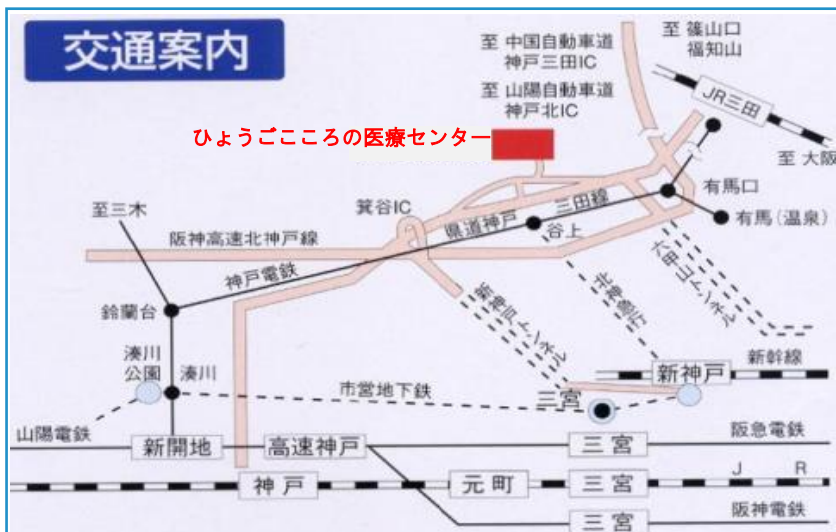 交通案内
至 中国自動車道
神戸三田IC
至 篠山口
福知山
至 山陽自動車道
神戸北IC
JR三田
至 大阪
ひょうごこころの医療センター
有馬口
有馬(温泉)
至三木
箕谷IC
三田線
県道神戸
谷上
阪神高速北神戸線
神戸電鉄
六甲山トンネル
北神急行
新神戸トンネル
鈴蘭台
湊川
公園
湊川
新幹線
新神戸
市営地下鉄
三宮
山陽電鉄
新開地
高速神戸
三宮
阪急電鉄
神戸
元町
三宮
J R
三宮
阪神電鉄